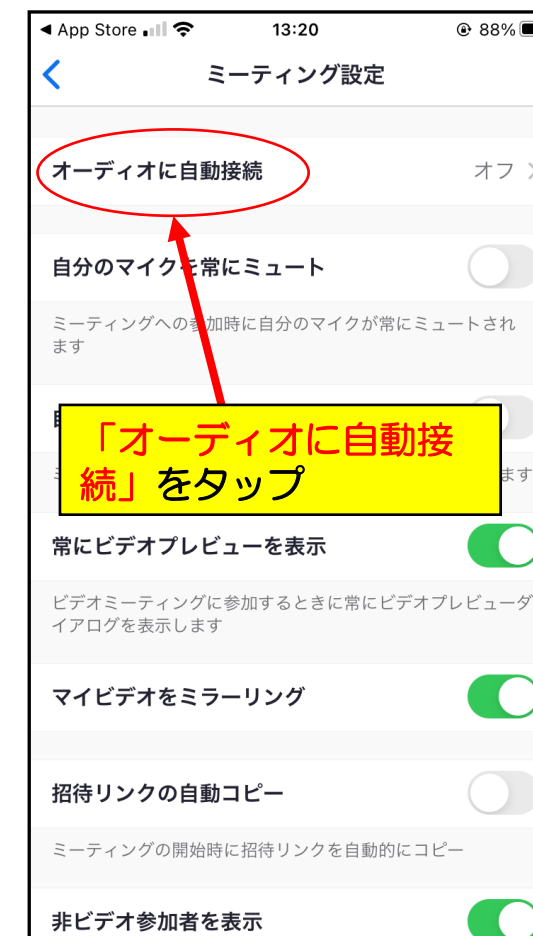 ◀ App Store 13:20 88%
ミーティング設定
オーディオに自動接続 オフ
自分のマイクを常にミュート
ミーティングへの参加時に自分のマイクが常にミュートされ
ます
「オーディオに自動接
続」をタップ
ます
常にビデオプレビューを表示
ビデオミーティングに参加するときに常にビデオプレビューダ
イアログを表示します
マイビデオをミラーリング
招待リンクの自動コピー
ミーティングの開始時に招待リンクを自動的にコピー
非ビデオ参加者を表示